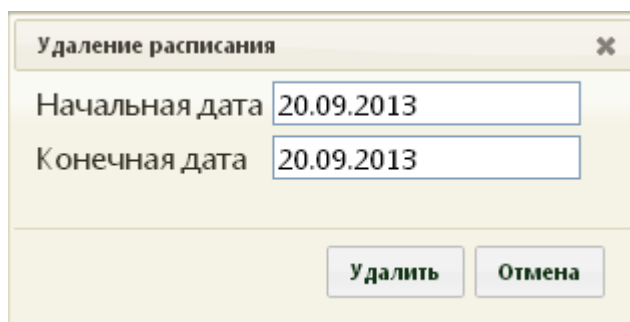 Удаление расписания
Начальная дата 20.09.2013
Конечная дата 20.09.2013
Удалить Отмена